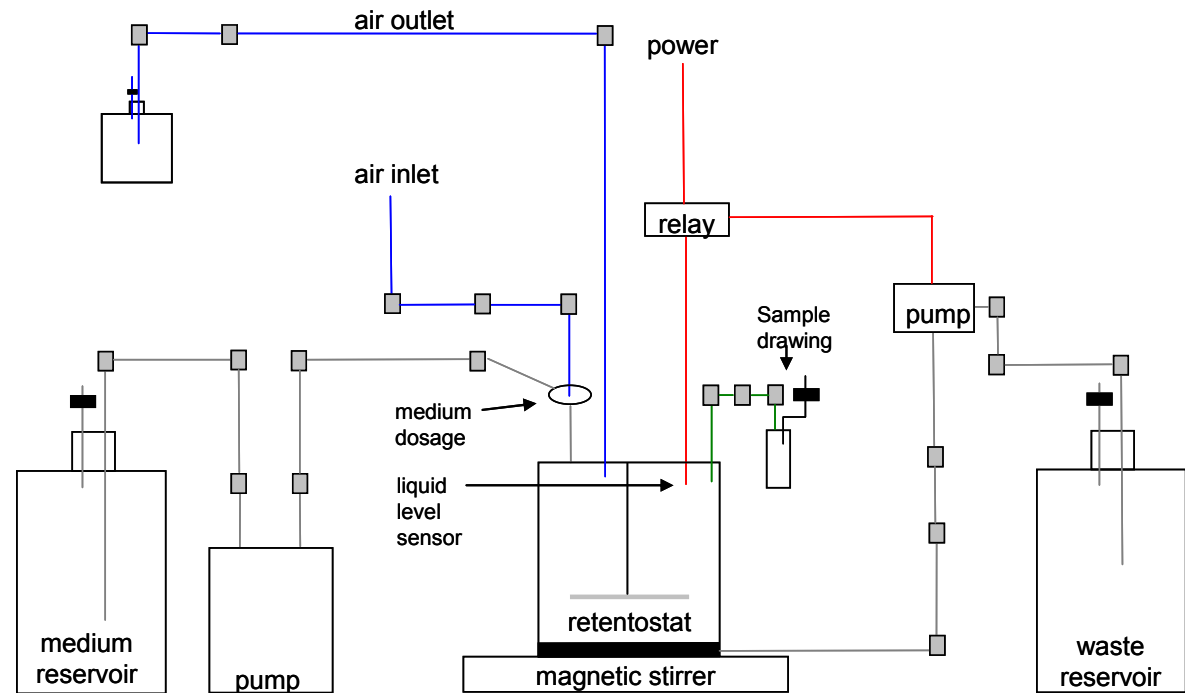 air outlet
power
air inlet
relay
Sample
drawing
pump
medium
dosage
liquid
level
sensor
retentostat
medium
reservoir
pump
magnetic stirrer
waste
reservoir